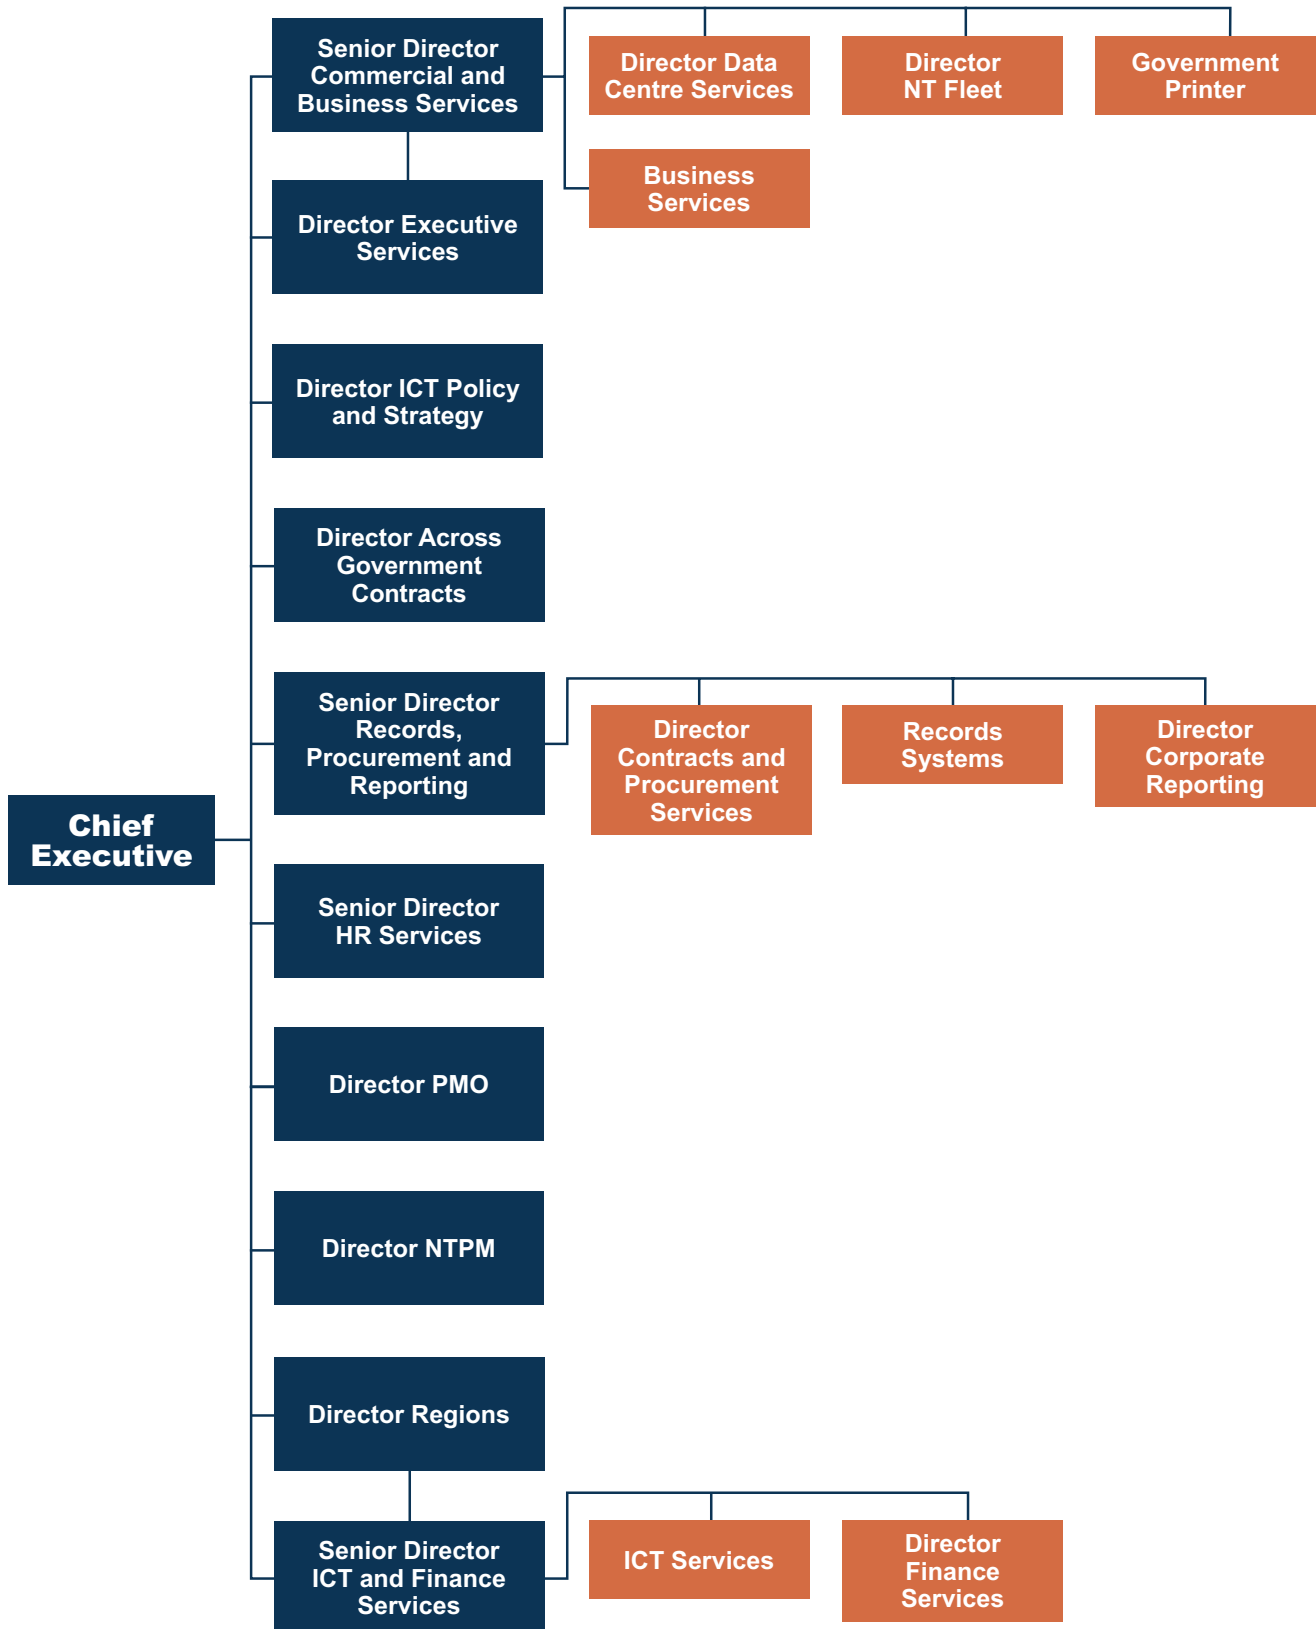 Senior Director
Commercial and
Business Services
Director Data
Centre Services
Director
NT Fleet
Government
Printer
Business
Services
Director Executive
Services
Director ICT Policy
and Strategy
Director Across
Government
Contracts
Senior Director
Records,
Procurement and
Reporting
Director
Contracts and
Procurement
Services
Records
Systems
Director
Corporate
Reporting
Chief
Executive
Senior Director
HR Services
Director PMO
Director NTPM
Director Regions
Senior Director
ICT and Finance
Services
ICT Services
Director
Finance
Services